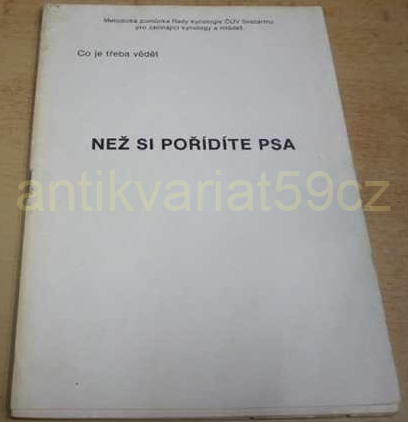 Metodická pomůcka Rady kynologie ČÚV Svazarmu
pro začínající kynology a mládež
Co je třeba vědět
NEŽ SI POŘÍDÍTE PSA
antikvariat59cz